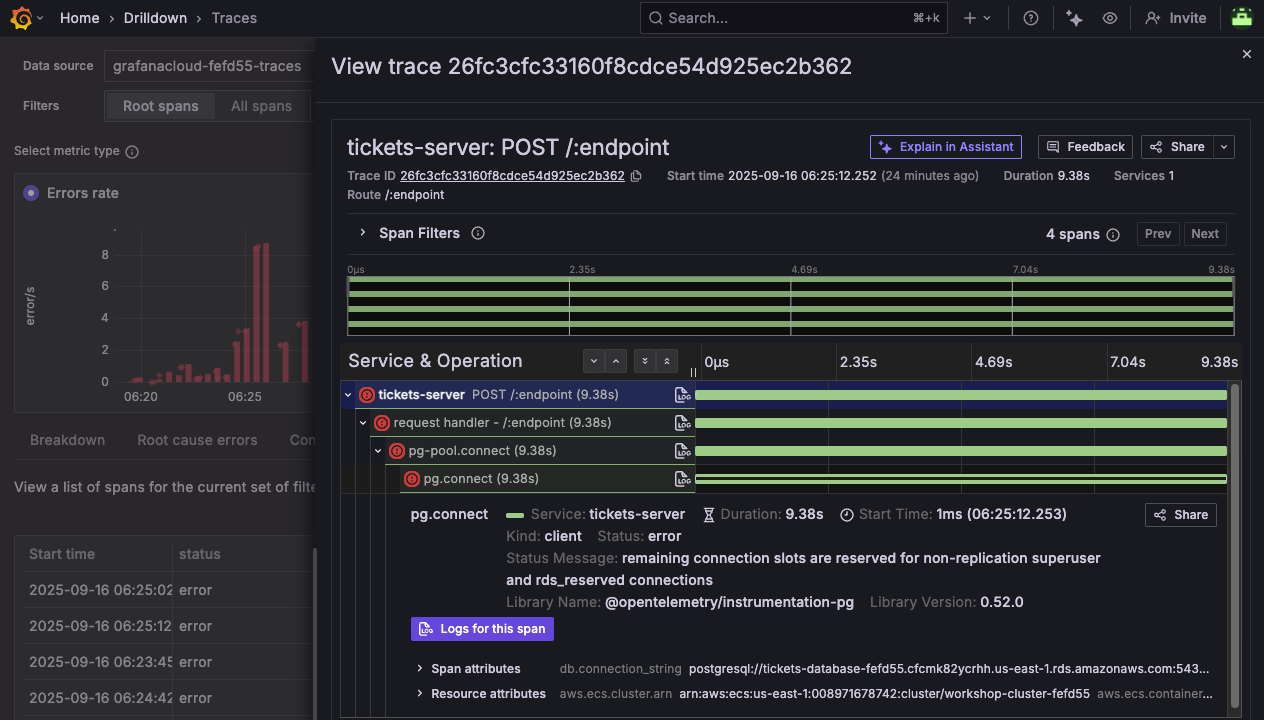 Home › Drilldown › Traces
Search... ⌘+k
Invite
Data source grafanacloud-fefd55-traces
Filters Root spans All spans
Select metric type
Errors rate
error/s
8
6
4
2
0
06:20 06:25
Breakdown Root cause errors
View a list of spans for the current set of
Start time status
2025-09-16 06:25:02 error
2025-09-16 06:25:12 error
2025-09-16 06:23:45 error
2025-09-16 06:24:42 error
View trace 26fc3cfc33160f8cdce54d925ec2b362
tickets-server: POST /:endpoint
Explain in Assistant Feedback Share
Trace ID 26fc3cfc33160f8cdce54d925ec2b362 Start time 2025-09-16 06:25:12.252 (24 minutes ago) Duration 9.38s Services 1
Route /:endpoint
Span Filters 4 spans Prev Next
0µs 2.35s 4.69s 7.04s 9.38s
Service & Operation 0µs 2.35s 4.69s 7.04s 9.38s
tickets-server POST /:endpoint (9.38s) LOG
request handler - /:endpoint (9.38s) LOG
pg-pool.connect (9.38s) LOG
pg.connect (9.38s) LOG
pg.connect Service: tickets-server Duration: 9.38s Start Time: 1ms (06:25:12.253) Share
Kind: client Status: error
Status Message: remaining connection slots are reserved for non-replication superuser
and rds_reserved connections
Library Name: @opentelemetry/instrumentation-pg Library Version: 0.52.0
LOG Logs for this span
Span attributes db.connection_string postgresql://tickets-database-fefd55.cfcmk82ycrhh.us-east-1.rds.amazonaws.com:543...
Resource attributes aws.ecs.cluster.arn arn:aws:ecs:us-east-1:008971678742:cluster/workshop-cluster-fefd55 aws.ecs.container...